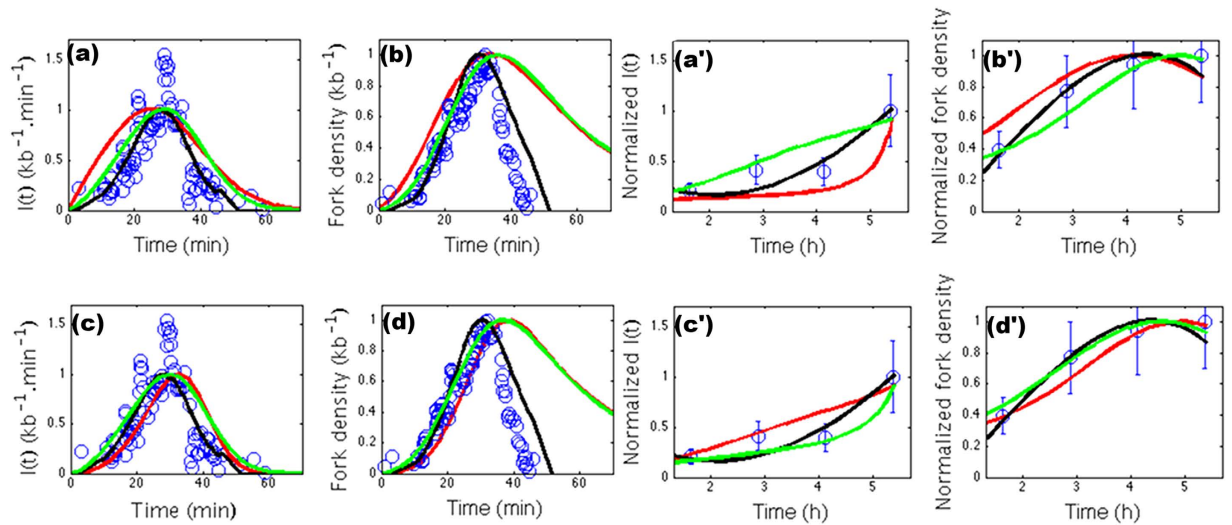 (a)
I(t) (kb⁻¹.min⁻¹)
1.5
1
0.5
0
0 20 40 60
Time (min)
(b)
Fork density (kb⁻¹)
1
0.8
0.6
0.4
0.2
0
0 20 40 60
Time (min)
(a')
Normalized I(t)
1.5
1
0.5
0
2 3 4 5
Time (h)
(b')
Normalized fork density
1
0.8
0.6
0.4
0.2
0
2 3 4 5
Time (h)
(c)
I(t) (kb⁻¹.min⁻¹)
1.5
1
0.5
0
0 20 40 60
Time (min)
(d)
Fork density (kb⁻¹)
1
0.8
0.6
0.4
0.2
0
0 20 40 60
Time (min)
(c')
Normalized I(t)
1.5
1
0.5
0
2 3 4 5
Time (h)
(d')
Normalized fork density
1
0.8
0.6
0.4
0.2
0
2 3 4 5
Time (h)